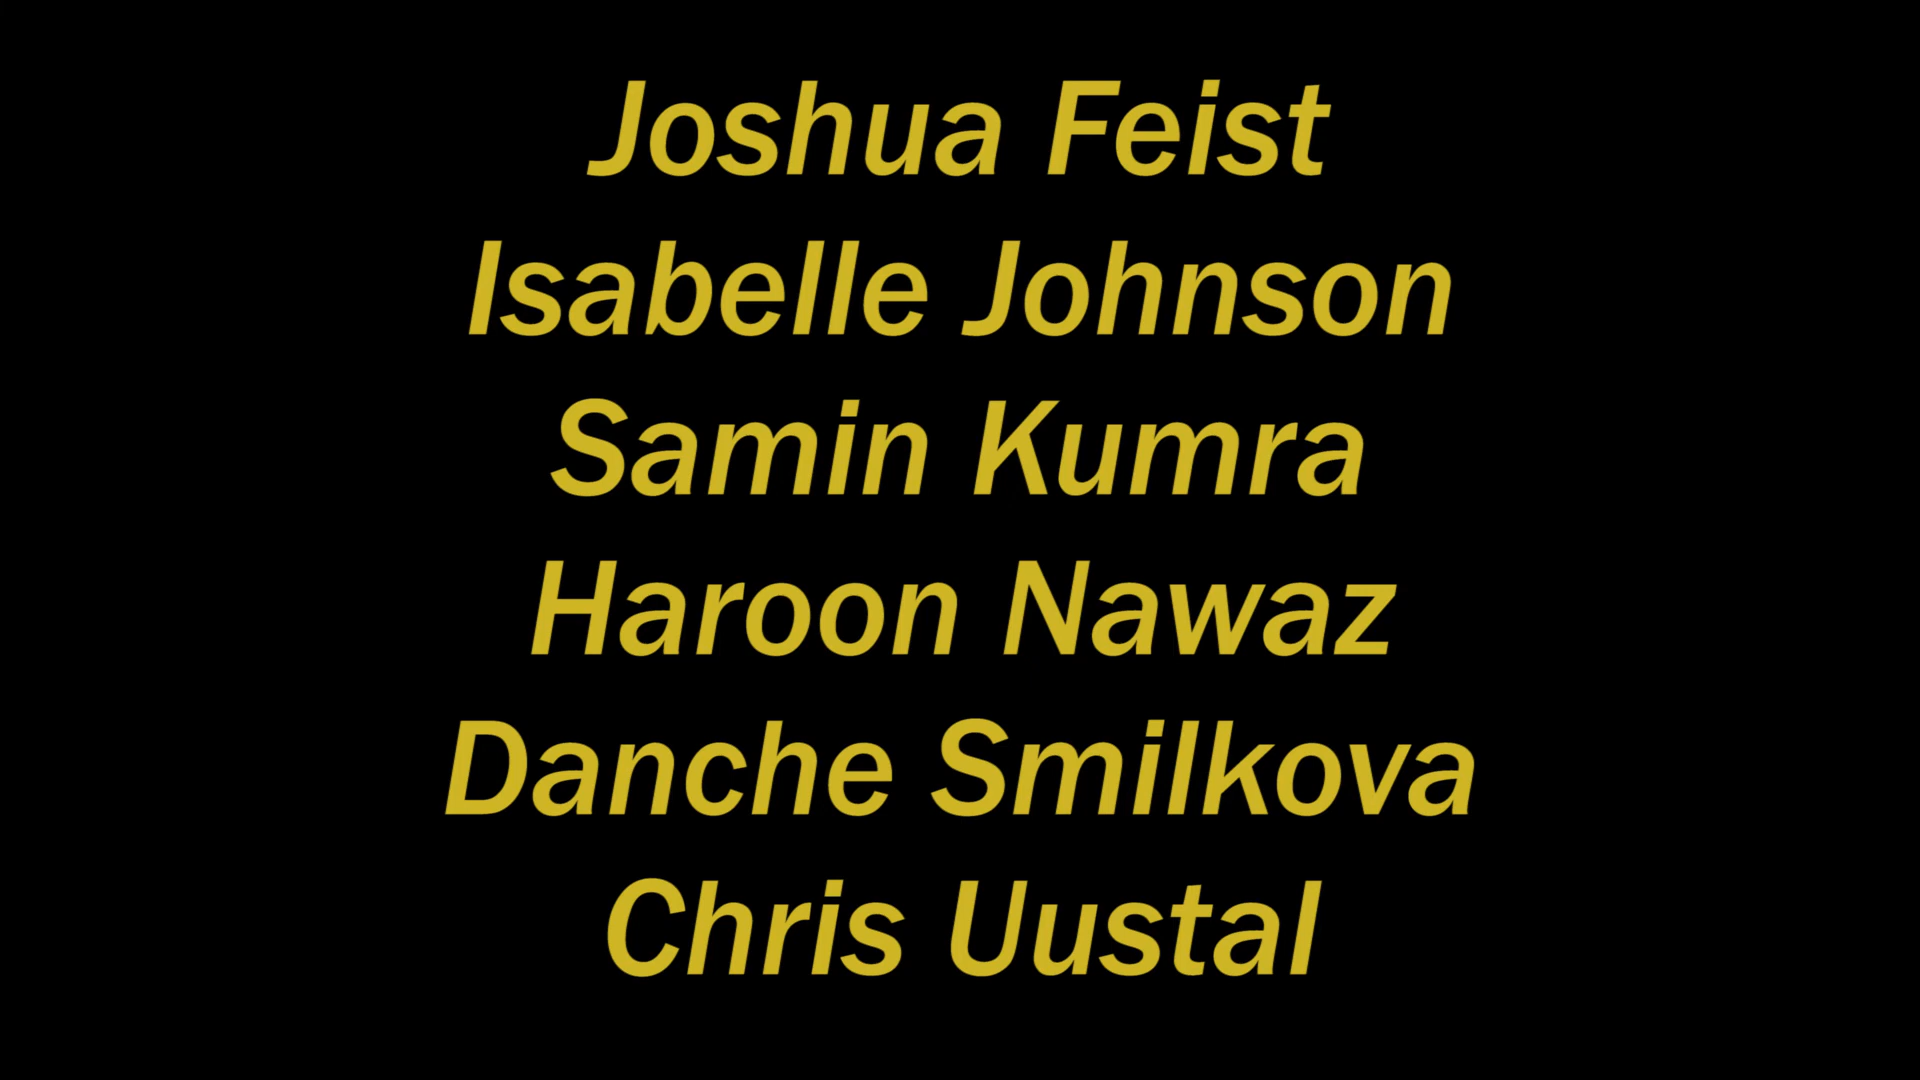 Joshua Feist
Isabelle Johnson
Samin Kumra
Haroon Nawaz
Danche Smilkova
Chris Uustal